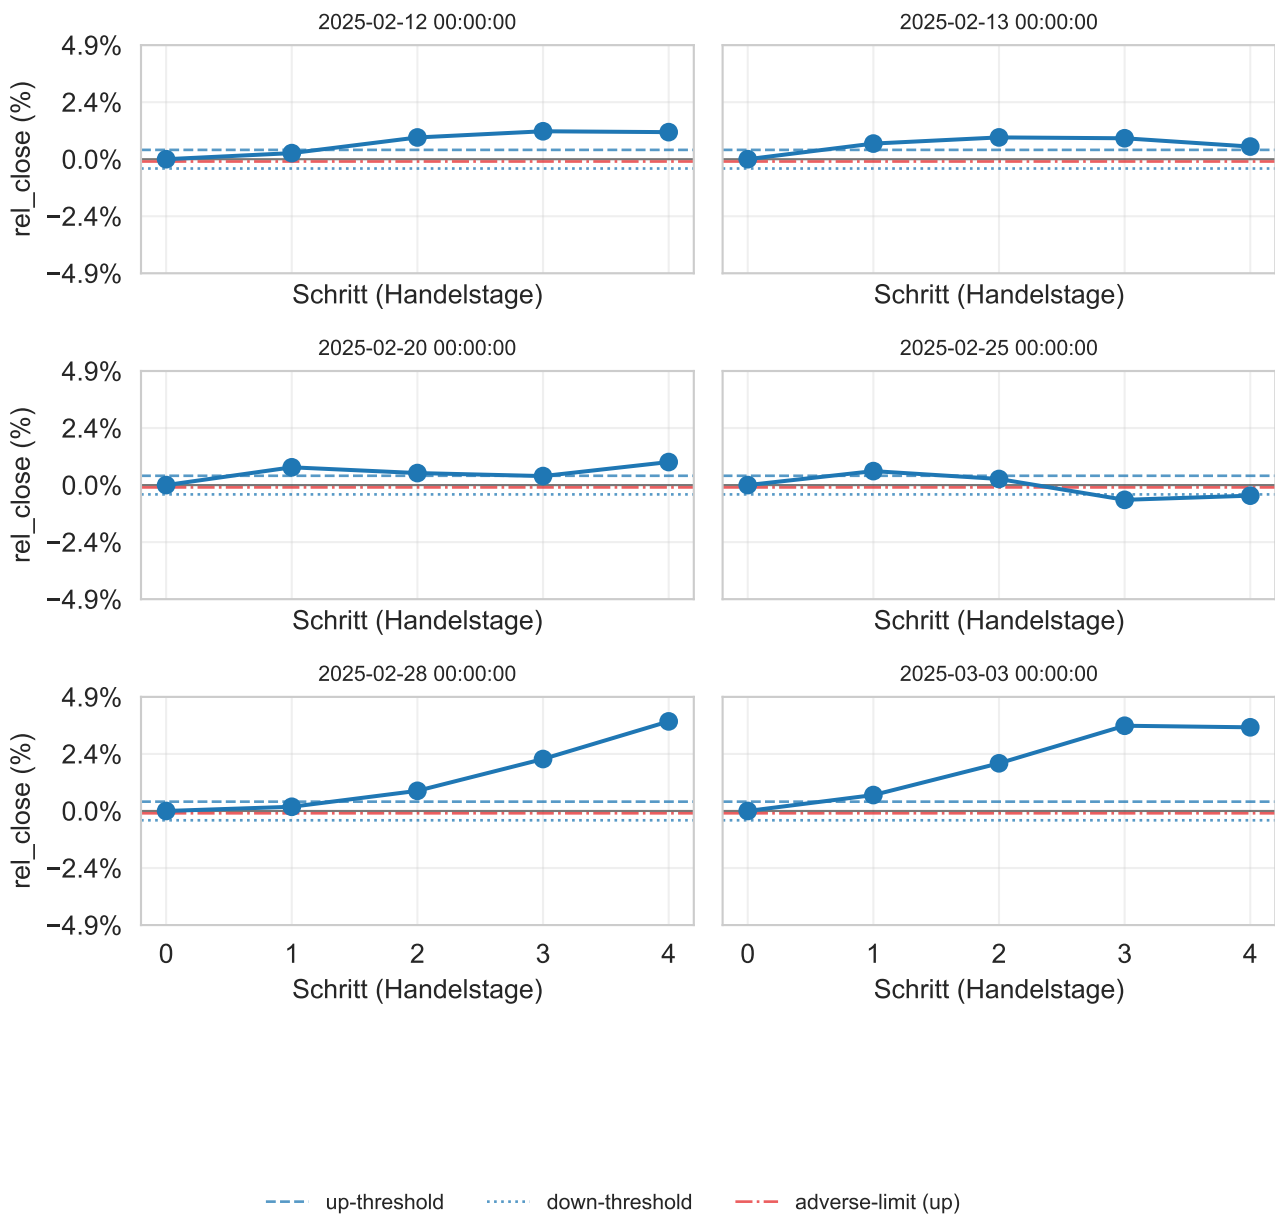 2025-02-12 00:00:00
2025-02-13 00:00:00
4.9%
2.4%
0.0%
−2.4%
−4.9%
rel_close (%)
Schritt (Handelstage)
Schritt (Handelstage)
2025-02-20 00:00:00
2025-02-25 00:00:00
4.9%
2.4%
0.0%
−2.4%
−4.9%
rel_close (%)
Schritt (Handelstage)
Schritt (Handelstage)
2025-02-28 00:00:00
2025-03-03 00:00:00
4.9%
2.4%
0.0%
−2.4%
−4.9%
rel_close (%)
0 1 2 3 4
0 1 2 3 4
Schritt (Handelstage)
Schritt (Handelstage)
up-threshold
down-threshold
adverse-limit (up)